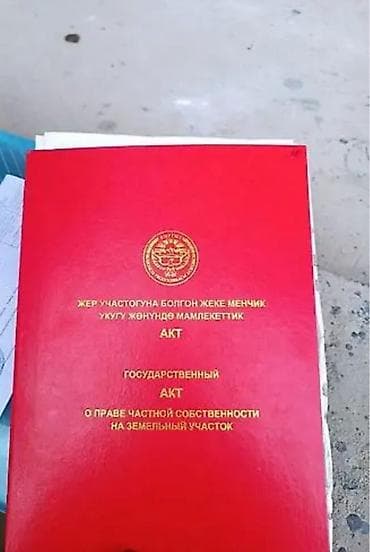 ЖЕР УЧАСТОГУНА БОЛГОН ЖЕКЕ МЕНЧИК
УКУГУ ЖӨНҮНДӨ МАМЛЕКЕТТИК
АКТ
ГОСУДАРСТВЕННЫЙ
АКТ
О ПРАВЕ ЧАСТНОЙ СОБСТВЕННОСТИ
НА ЗЕМЕЛЬНЫЙ УЧАСТОК